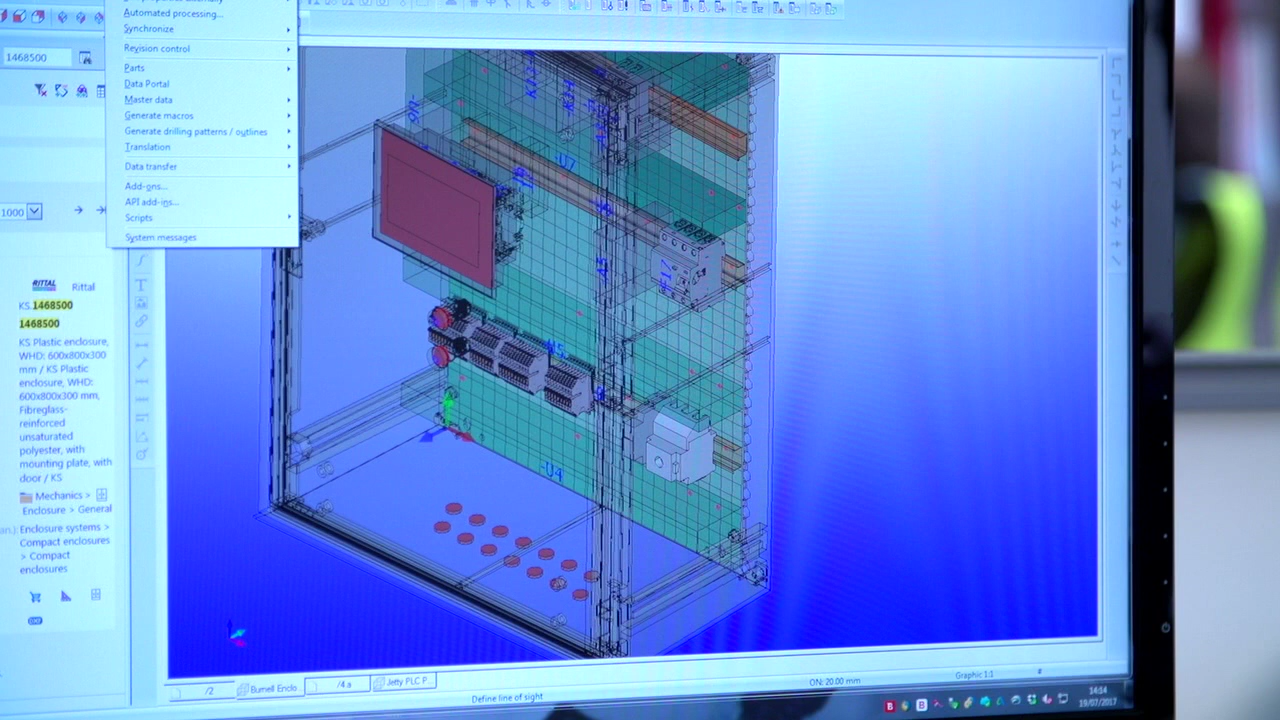 Automated processing...
Synchronize
Revision control
Parts
Data Portal
Master data
Generate macros
Generate drilling patterns / outlines
Translation
Data transfer
Add-ons...
API add-ins...
Scripts
System messages
1468500
1000
RITTAL Rittal
KS.1468500
1468500
KS Plastic enclosure,
WHD: 600x800x300
mm / KS Plastic
enclosure, WHD:
600x800x300 mm,
Fibreglass-
reinforced
unsaturated
polyester, with
mounting plate, with
door / KS
Mechanics >
Enclosure > General
Enclosure systems >
Compact enclosures
> Compact
enclosures
-U7
-U4
/2
Burnell Enclo
/4.a
Jetty PLC P...
Define line of sight
ON: 20.00 mm
Graphic 1:1
#
14:14
19/07/2017